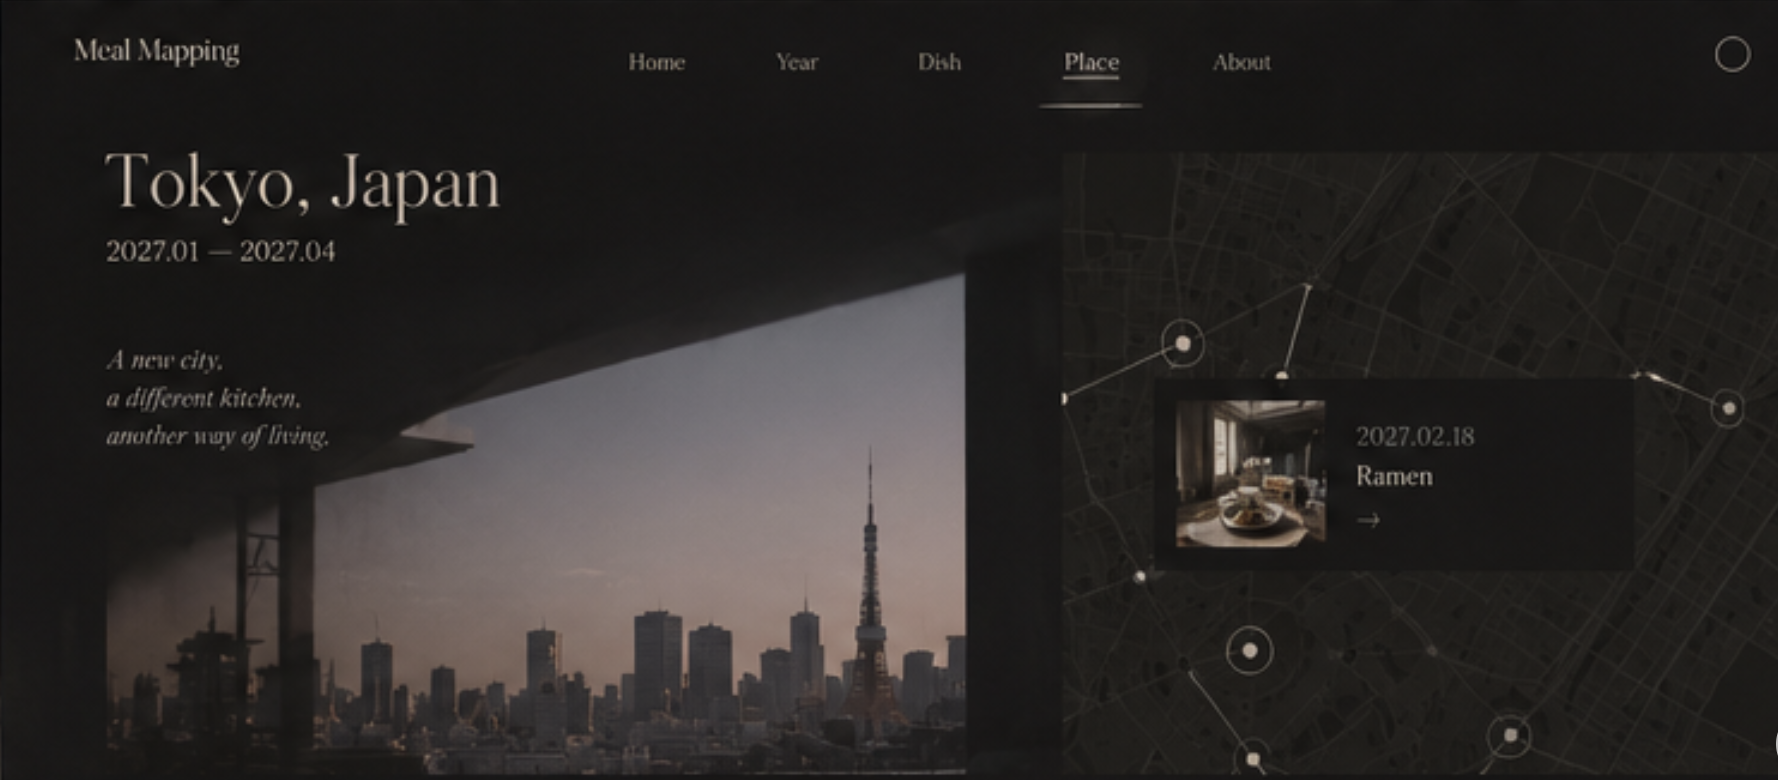 Meal Mapping
Home Year Dish Place About
Tokyo, Japan
2027.01 — 2027.04
A new city,
a different kitchen,
another way of living.
2027.02.18
Ramen
→